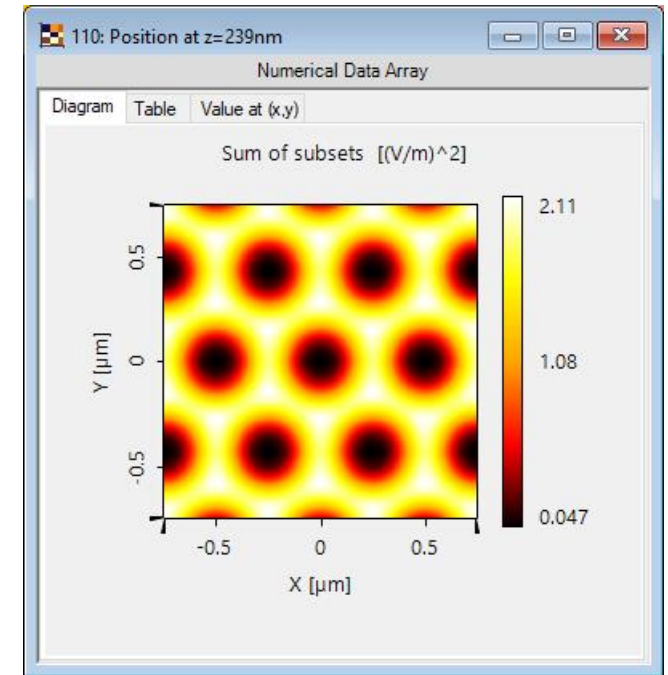 110: Position at z=239nm
Numerical Data Array
Diagram Table Value at (x,y)
Sum of subsets [(V/m)^2]
2.11
0.5
Y [µm]
0
1.08
-0.5
0.047
-0.5 0 0.5
X [µm]